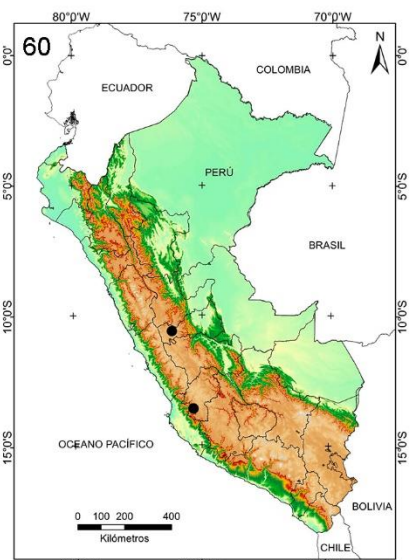 80°0'W 75°0'W 70°0'W
60
N
0°0'
0°0'
COLOMBIA
ECUADOR
PERÚ
5°0'S
5°0'S
BRASIL
10°0'S
10°0'S
OCEANO PACÍFICO
15°0'S
15°0'S
BOLIVIA
0 100 200 400
Kilómetros
CHILE